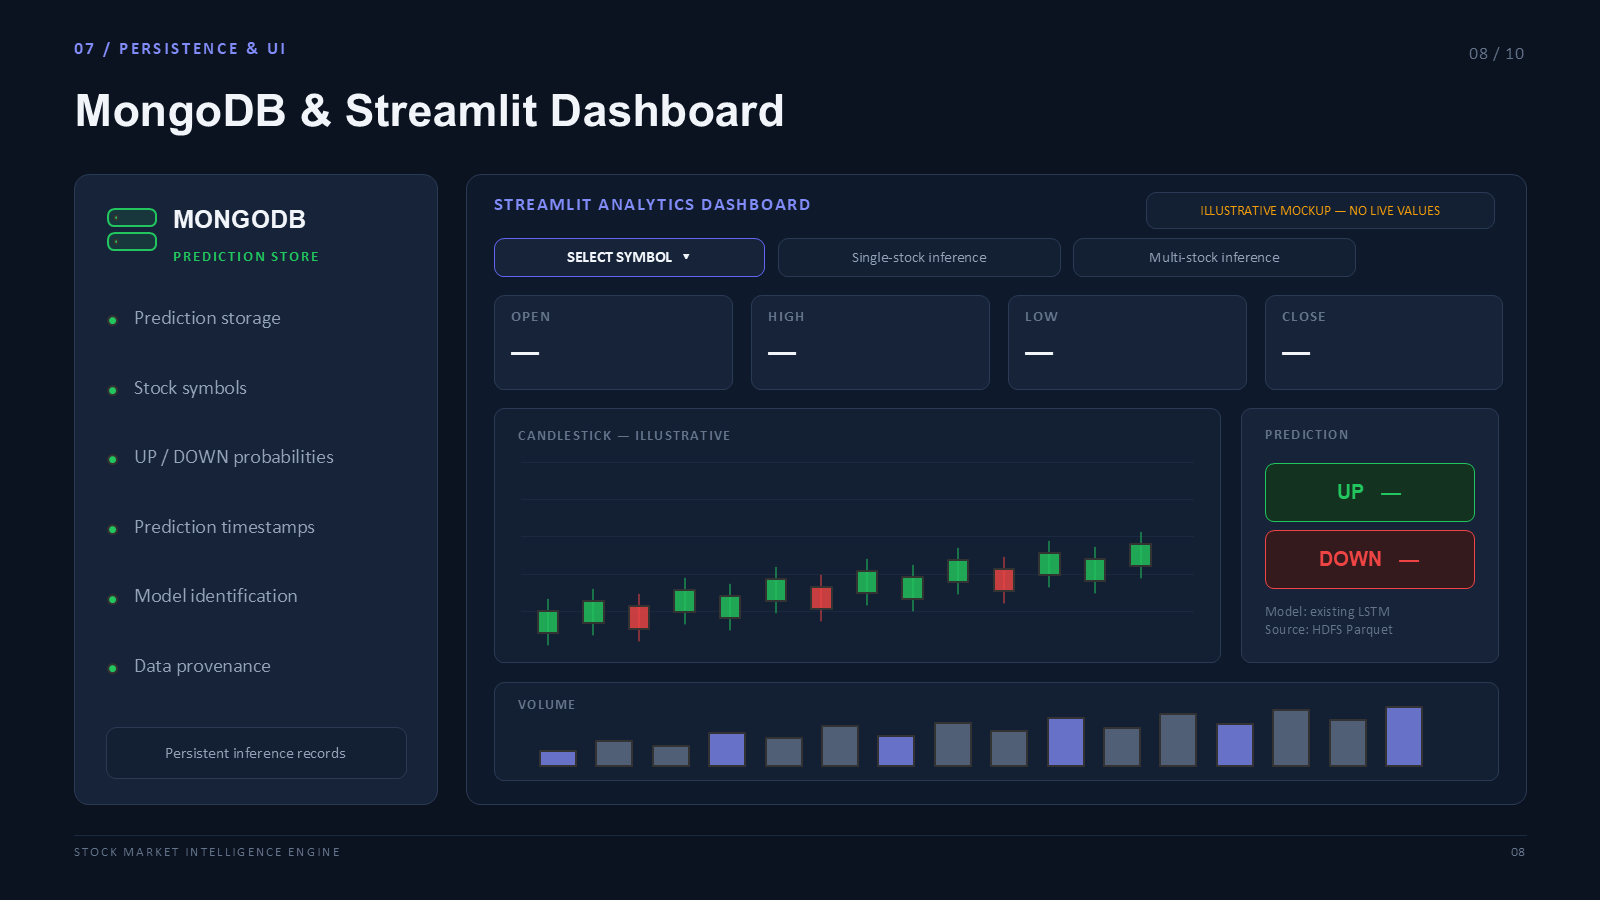 07 / PERSISTENCE & UI
08 / 10
MongoDB & Streamlit Dashboard
MONGODB
PREDICTION STORE
Prediction storage
Stock symbols
UP / DOWN probabilities
Prediction timestamps
Model identification
Data provenance
Persistent inference records
STREAMLIT ANALYTICS DASHBOARD
ILLUSTRATIVE MOCKUP — NO LIVE VALUES
SELECT SYMBOL ▼
Single-stock inference
Multi-stock inference
OPEN
—
HIGH
—
LOW
—
CLOSE
—
CANDLESTICK — ILLUSTRATIVE
PREDICTION
UP —
DOWN —
Model: existing LSTM
Source: HDFS Parquet
VOLUME
STOCK MARKET INTELLIGENCE ENGINE
08